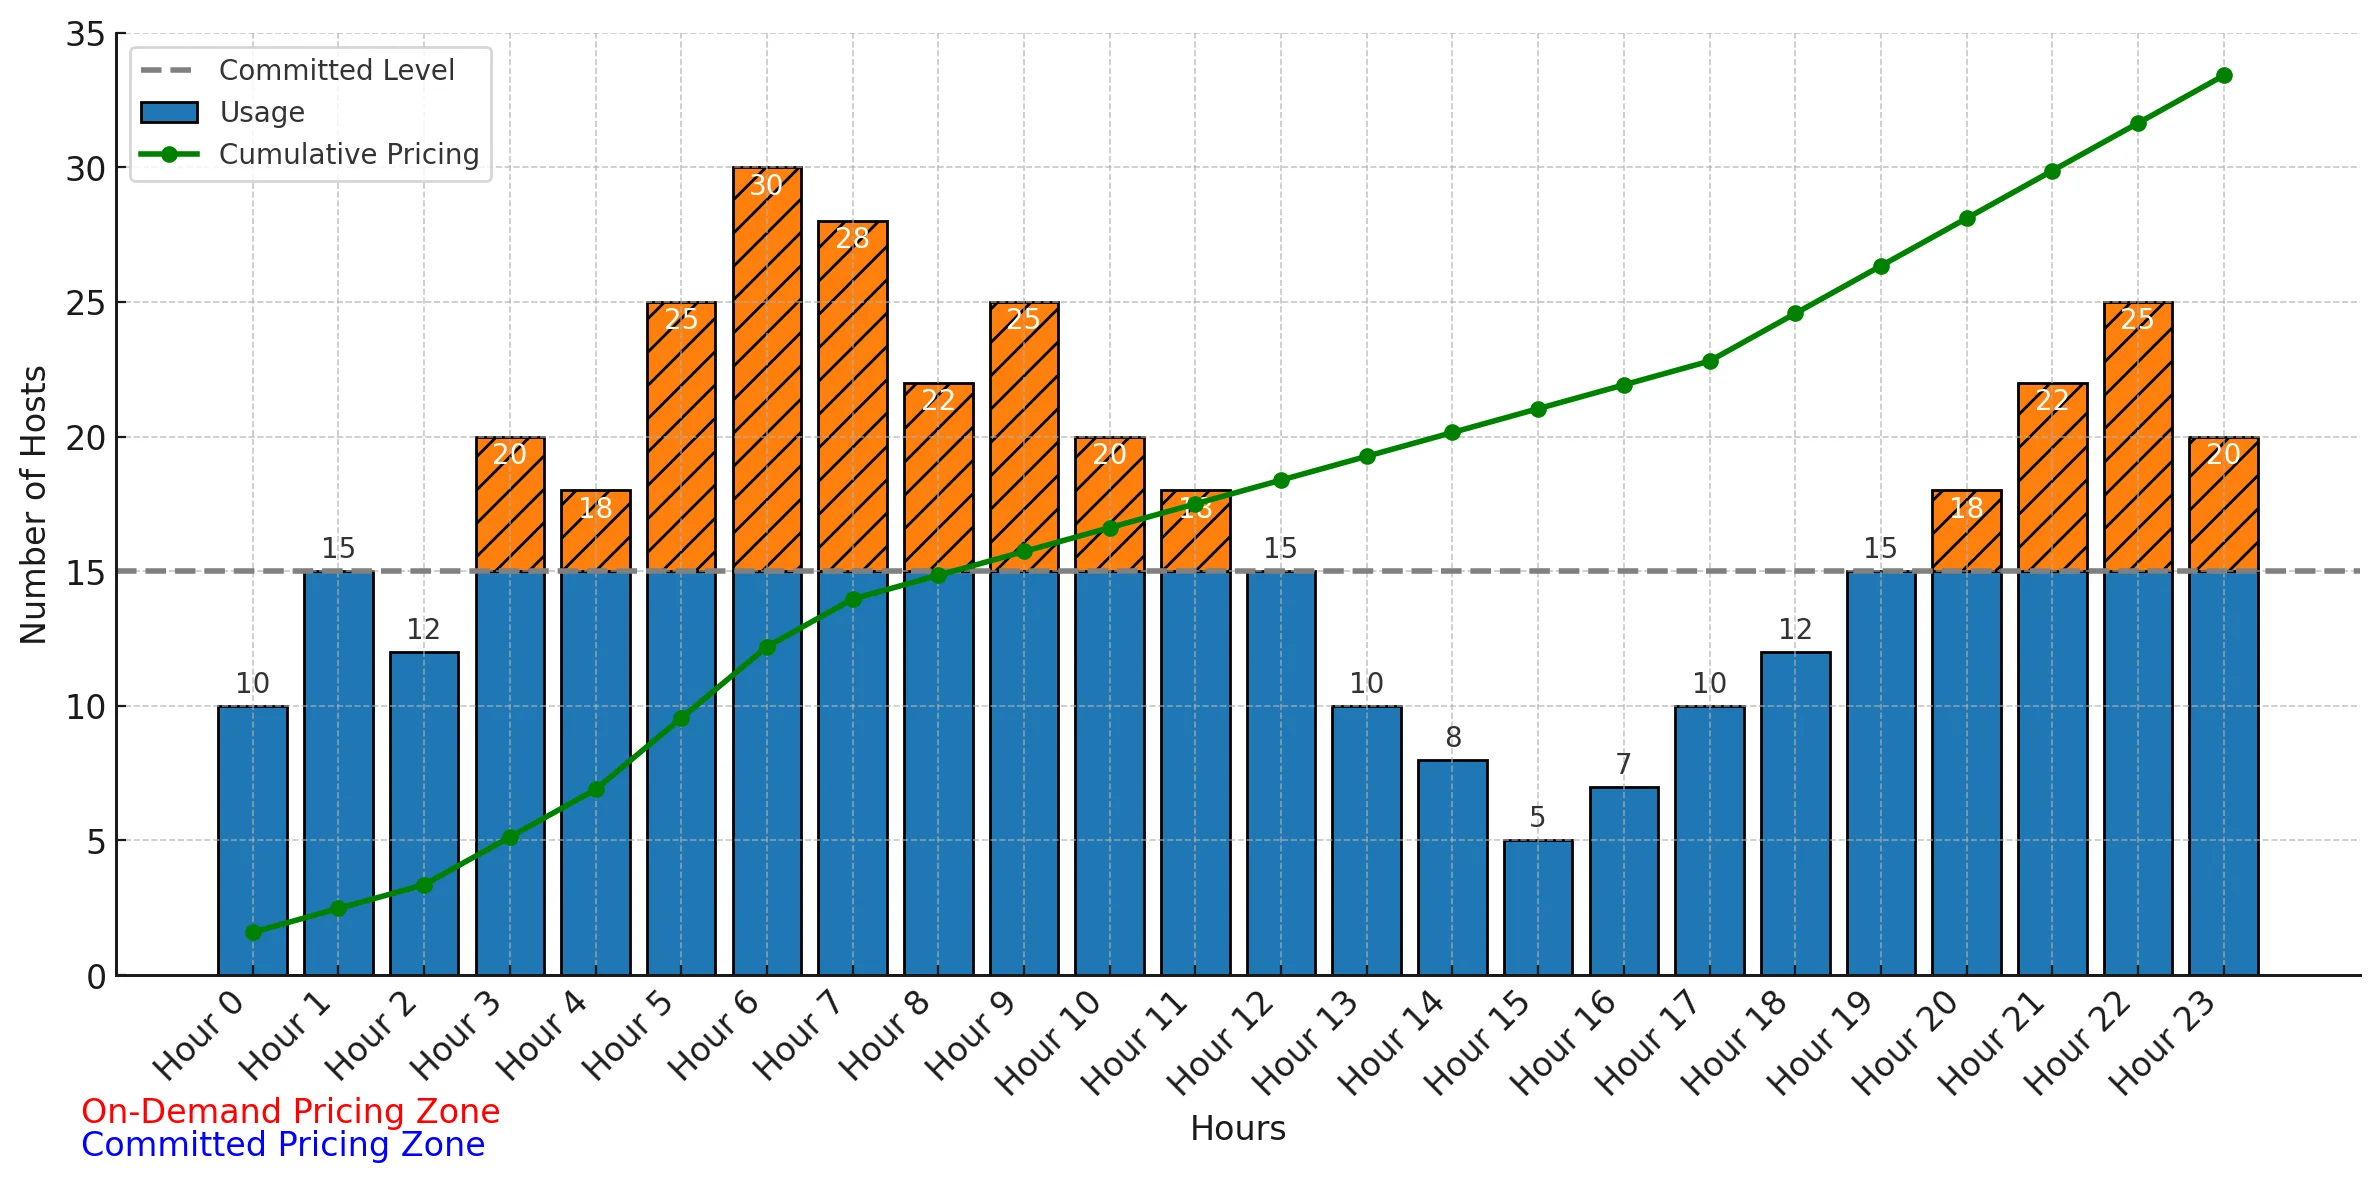 35
30
25
20
15
10
5
0
Number of Hosts
Committed Level
Usage
Cumulative Pricing
10
15
12
20
18
25
30
28
22
25
20
18
15
10
8
5
7
10
12
15
18
22
25
20
Hour 0
Hour 1
Hour 2
Hour 3
Hour 4
Hour 5
Hour 6
Hour 7
Hour 8
Hour 9
Hour 10
Hour 11
Hour 12
Hour 13
Hour 14
Hour 15
Hour 16
Hour 17
Hour 18
Hour 19
Hour 20
Hour 21
Hour 22
Hour 23
Hours
On-Demand Pricing Zone
Committed Pricing Zone